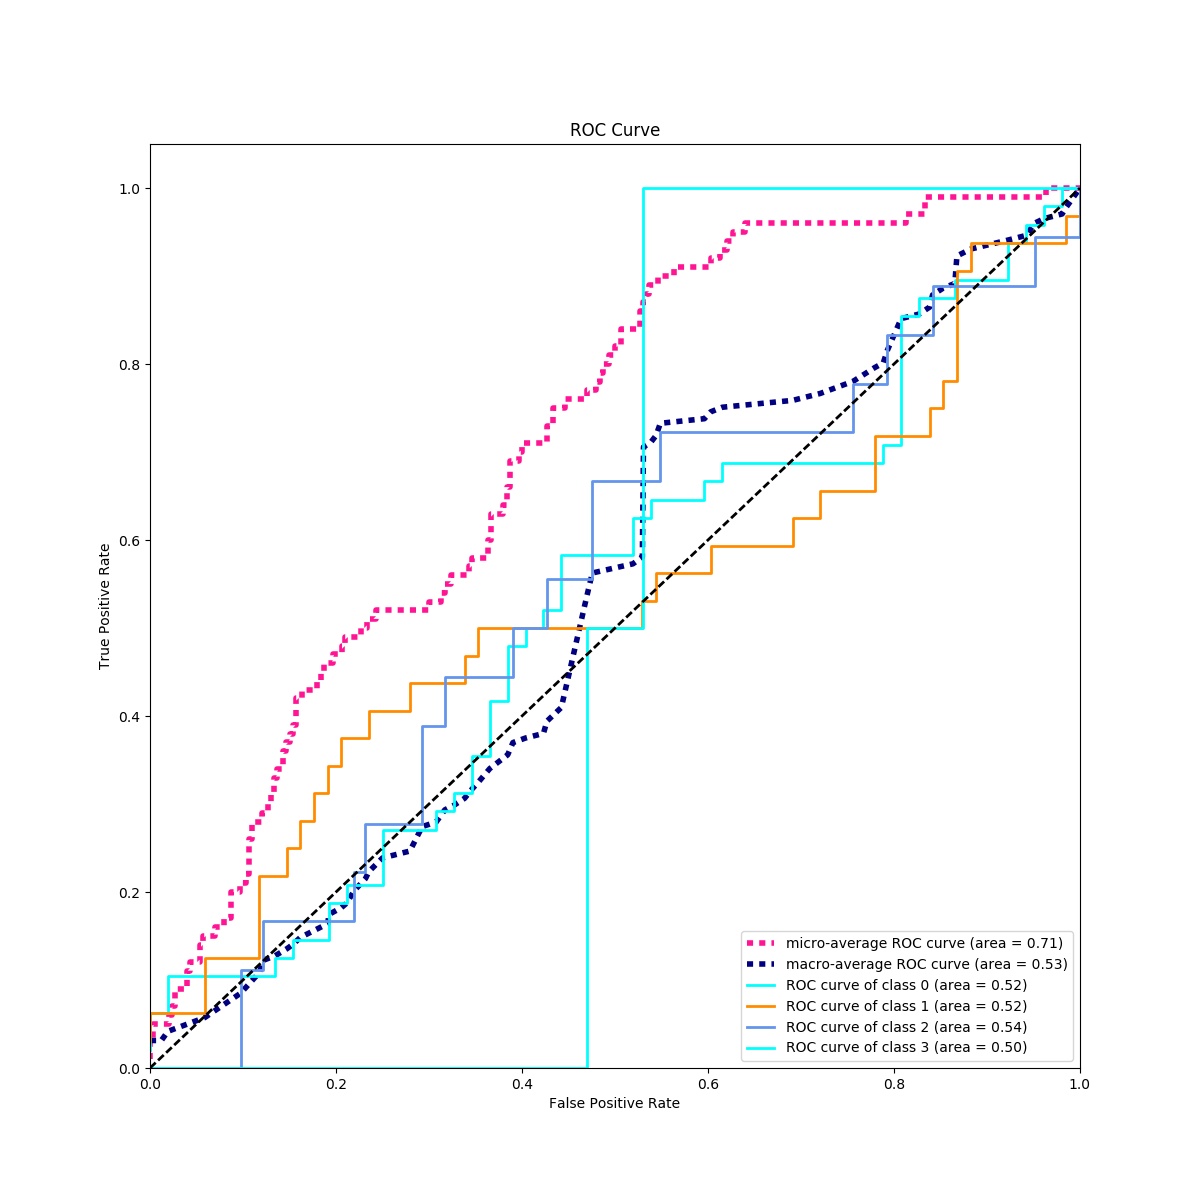 ROC Curve
1.0
0.8
0.6
0.4
0.2
0.0
True Positive Rate
micro-average ROC curve (area = 0.71)
macro-average ROC curve (area = 0.53)
ROC curve of class 0 (area = 0.52)
ROC curve of class 1 (area = 0.52)
ROC curve of class 2 (area = 0.54)
ROC curve of class 3 (area = 0.50)
0.0 0.2 0.4 0.6 0.8 1.0
False Positive Rate